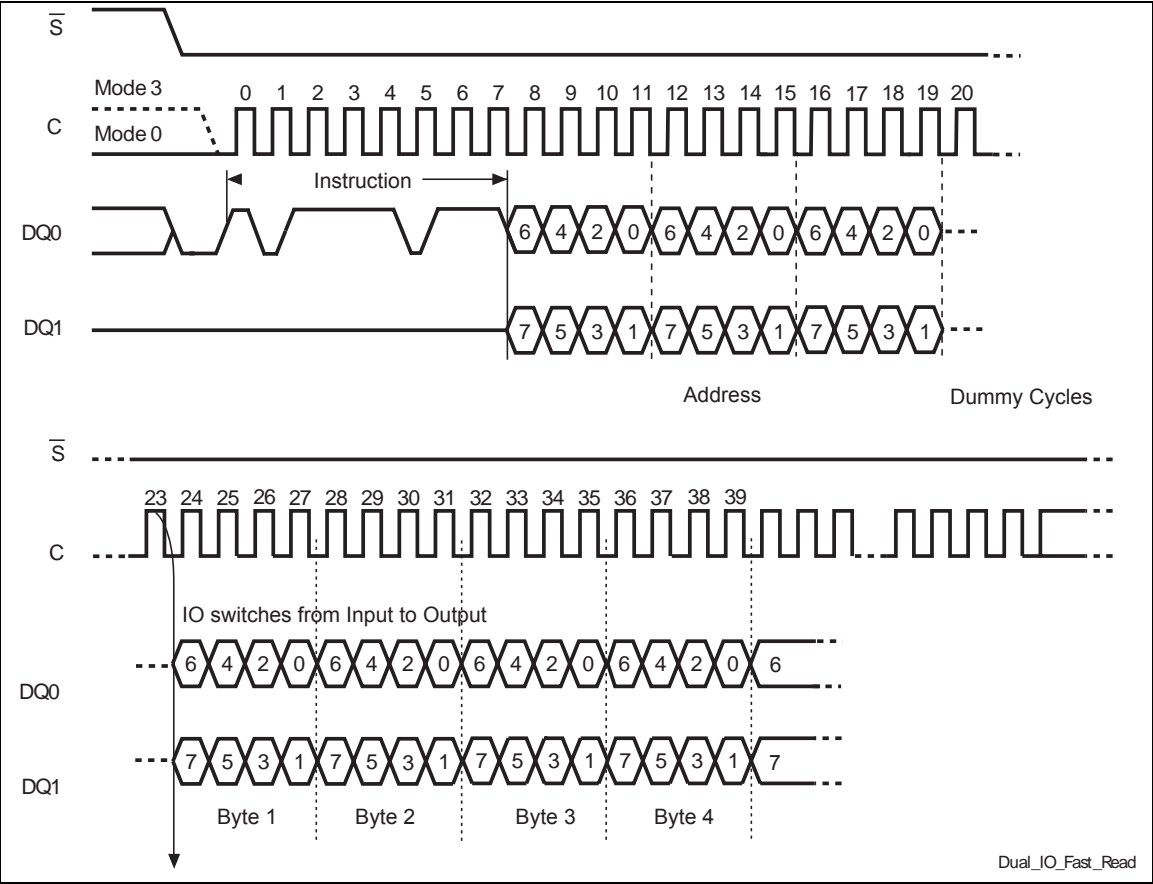 S
Mode 3
0 1 2 3 4 5 6 7 8 9 10 11 12 13 14 15 16 17 18 19 20
C
Mode 0
Instruction
DQ0
6 4 2 0 6 4 2 0 6 4 2 0
DQ1
7 5 3 1 7 5 3 1 7 5 3 1
Address
Dummy Cycles
S
23 24 25 26 27 28 29 30 31 32 33 34 35 36 37 38 39
C
IO switches from Input to Output
6 4 2 0 6 4 2 0 6 4 2 0 6 4 2 0 6
DQ0
7 5 3 1 7 5 3 1 7 5 3 1 7 5 3 1 7
DQ1
Byte 1 Byte 2 Byte 3 Byte 4
Dual_IO_Fast_Read